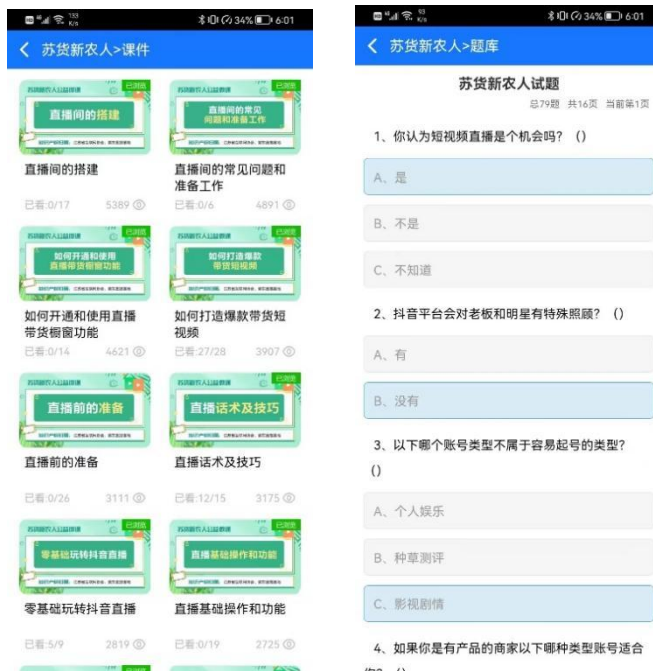 133
K/s
34%
6:01
苏货新农人>课件
已浏览
直播间的搭建
已浏览
直播间的常见
问题和准备工作
直播间的搭建
直播间的常见问题和
准备工作
已看:0/17
5389
已看:0/6
4891
如何开通和使用
直播带货橱窗功能
已浏览
如何打造爆款
带货短视频
如何开通和使用直播
带货橱窗功能
如何打造爆款带货短
视频
已看:0/14
4621
已看:27/28
3907
直播前的准备
已浏览
直播话术及技巧
直播前的准备
直播话术及技巧
已看:0/26
3111
已看:12/15
3175
已浏览
零基础玩转抖音直播
已浏览
直播基础操作和功能
零基础玩转抖音直播
直播基础操作和功能
已看:5/9
2819
已看:0/19
2725
93
K/s
34%
6:01
苏货新农人>题库
苏货新农人试题
总79题 共16页 当前第1页
1、你认为短视频直播是个机会吗？ （）
A、是
B、不是
C、不知道
2、抖音平台会对老板和明星有特殊照顾？ （）
A、有
B、没有
3、以下哪个账号类型不属于容易起号的类型？
（）
A、个人娱乐
B、种草测评
C、影视剧情
4、如果你是有产品的商家以下哪种类型账号适合